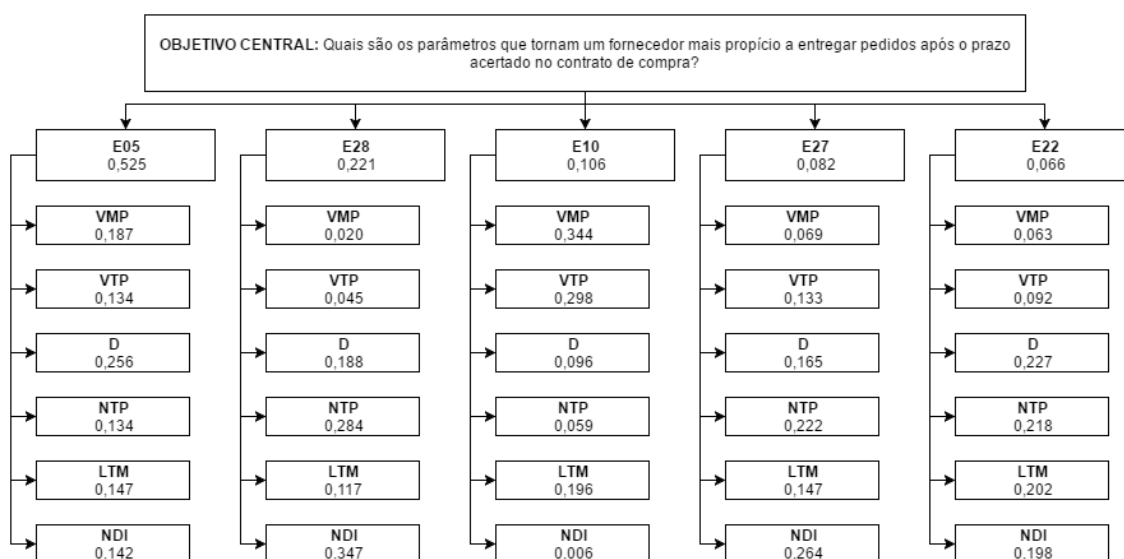 OBJETIVO CENTRAL: Quais são os parâmetros que tornam um fornecedor mais propício a entregar pedidos após o prazo
acertado no contrato de compra?
E05
0,525
VMP
0,187
VTP
0,134
D
0,256
NTP
0,134
LTM
0,147
NDI
0,142
E28
0,221
VMP
0,020
VTP
0,045
D
0,188
NTP
0,284
LTM
0,117
NDI
0,347
E10
0,106
VMP
0,344
VTP
0,298
D
0,096
NTP
0,059
LTM
0,196
NDI
0,006
E27
0,082
VMP
0,069
VTP
0,133
D
0,165
NTP
0,222
LTM
0,147
NDI
0,264
E22
0,066
VMP
0,063
VTP
0,092
D
0,227
NTP
0,218
LTM
0,202
NDI
0,198